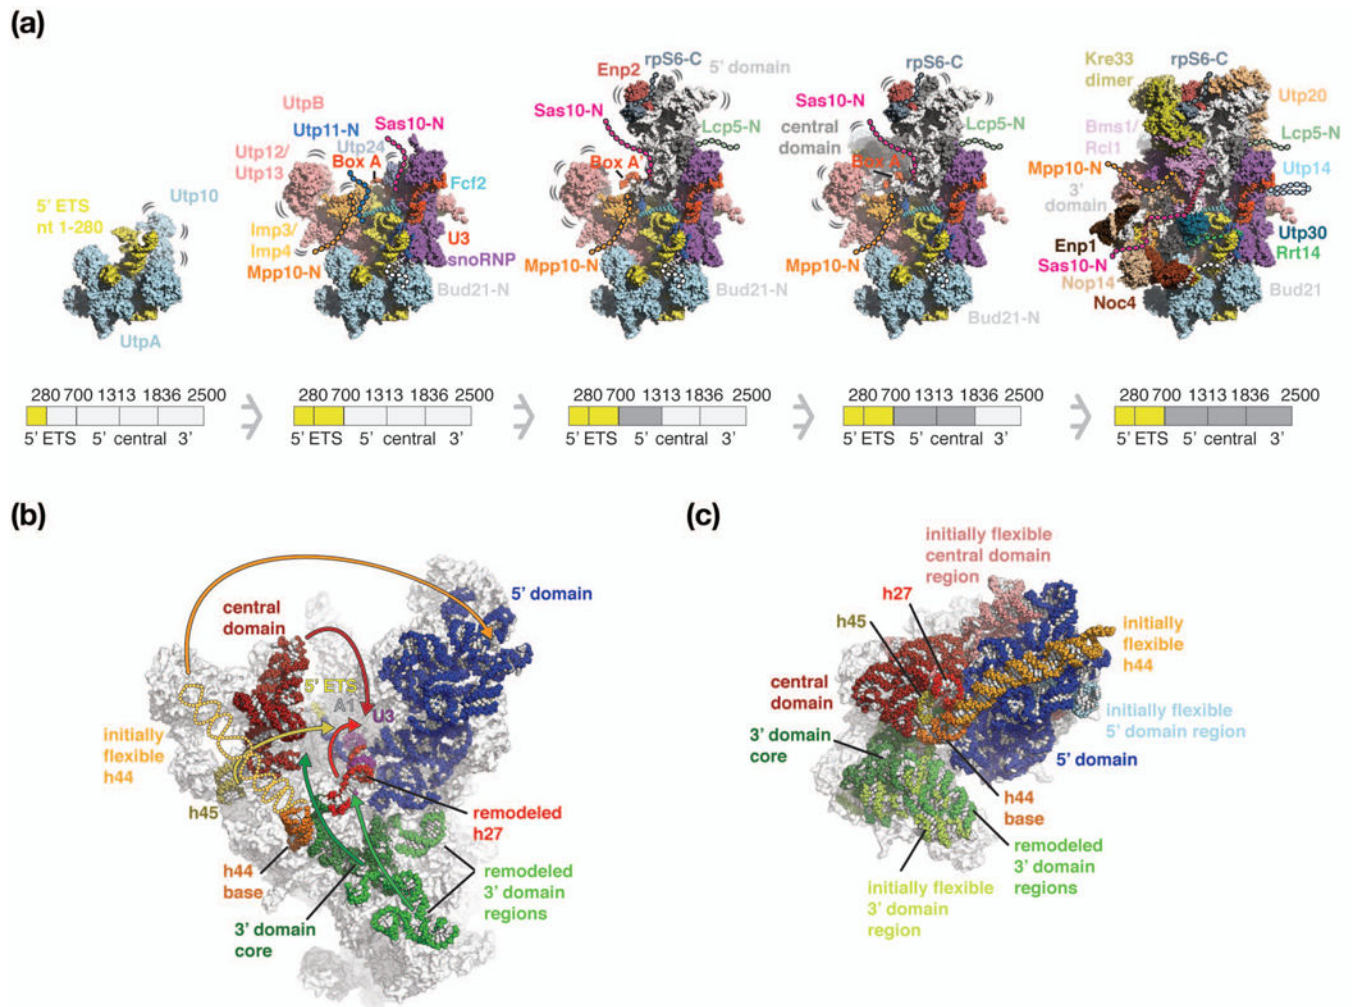 (a)
5' ETS
nt 1-280
Utp10
UtpA
UtpB
Utp11-N
Utp24
Sas10-N
Utp12/
Utp13
Box A
Fcf2
Imp3/
Imp4
Mpp10-N
U3
snoRNP
Bud21-N
rpS6-C
Enp2
5' domain
Sas10-N
Lcp5-N
Box A'
Mpp10-N
Bud21-N
rpS6-C
Sas10-N
central
domain
Lcp5-N
Box A'
Mpp10-N
Bud21-N
Kre33
dimer
rpS6-C
Utp20
Bms1/
Rcl1
Lcp5-N
Mpp10-N
Utp14
3'
domain
Enp1
Utp30
Sas10-N
Rrt14
Nop14
Noc4
Bud21
280 700 1313 1836 2500
5' ETS 5' central 3'
280 700 1313 1836 2500
5' ETS 5' central 3'
280 700 1313 1836 2500
5' ETS 5' central 3'
280 700 1313 1836 2500
5' ETS 5' central 3'
280 700 1313 1836 2500
5' ETS 5' central 3'
(b)
central
domain
5' domain
5' ETS
A1
U3
initially
flexible
h44
h45
h44
base
3' domain
core
remodeled
h27
remodeled
3' domain
regions
(c)
initially flexible
central domain
region
h27
h45
initially
flexible
h44
central
domain
3' domain
core
initially flexible
5' domain region
5' domain
h44
base
remodeled
3' domain
regions
initially flexible
3' domain
region